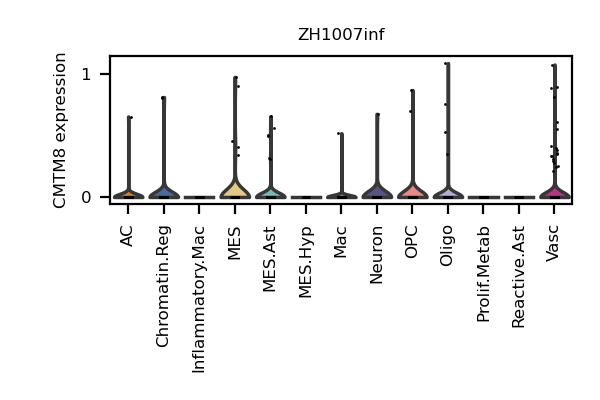 ZH1007inf
CMTM8 expression
1
0
AC
Chromatin.Reg
Inflammatory.Mac
MES
MES.Ast
MES.Hyp
Mac
Neuron
OPC
Oligo
Prolif.Metab
Reactive.Ast
Vasc